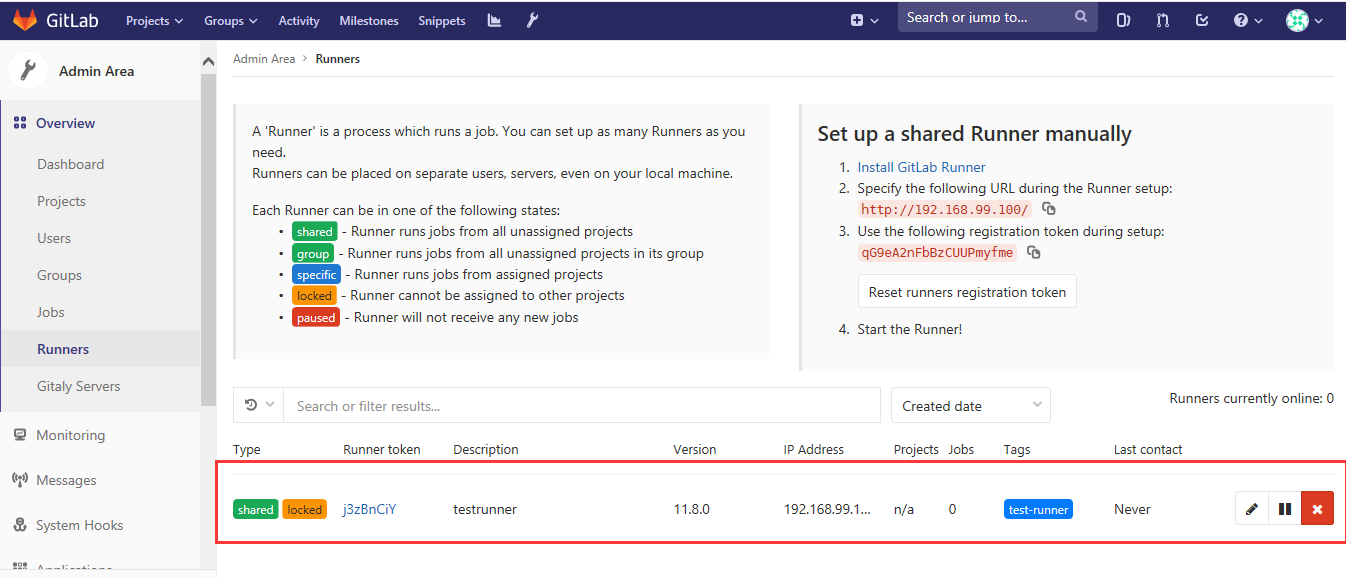 GitLab Projects Groups Activity Milestones Snippets Search or jump to...
Admin Area
Overview
Dashboard
Projects
Users
Groups
Jobs
Runners
Gitaly Servers
Monitoring
Messages
System Hooks
Applications
Admin Area › Runners
A 'Runner' is a process which runs a job. You can set up as many Runners as you
need.
Runners can be placed on separate users, servers, even on your local machine.
Each Runner can be in one of the following states:
• shared - Runner runs jobs from all unassigned projects
• group - Runner runs jobs from all unassigned projects in its group
• specific - Runner runs jobs from assigned projects
• locked - Runner cannot be assigned to other projects
• paused - Runner will not receive any new jobs
Set up a shared Runner manually
1. Install GitLab Runner
2. Specify the following URL during the Runner setup:
http://192.168.99.100/
3. Use the following registration token during setup:
qG9eA2nFbBzCUUPmyfme
Reset runners registration token
4. Start the Runner!
Search or filter results...
Created date
Runners currently online: 0
Type Runner token Description Version IP Address Projects Jobs Tags Last contact
shared locked j3zBnCiY testrunner 11.8.0 192.168.99.1... n/a 0 test-runner Never